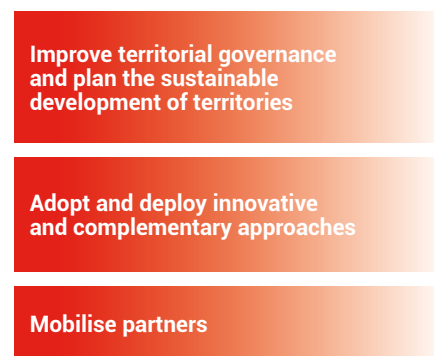 Improve territorial governance
and plan the sustainable
development of territories
Adopt and deploy innovative
and complementary approaches
Mobilise partners